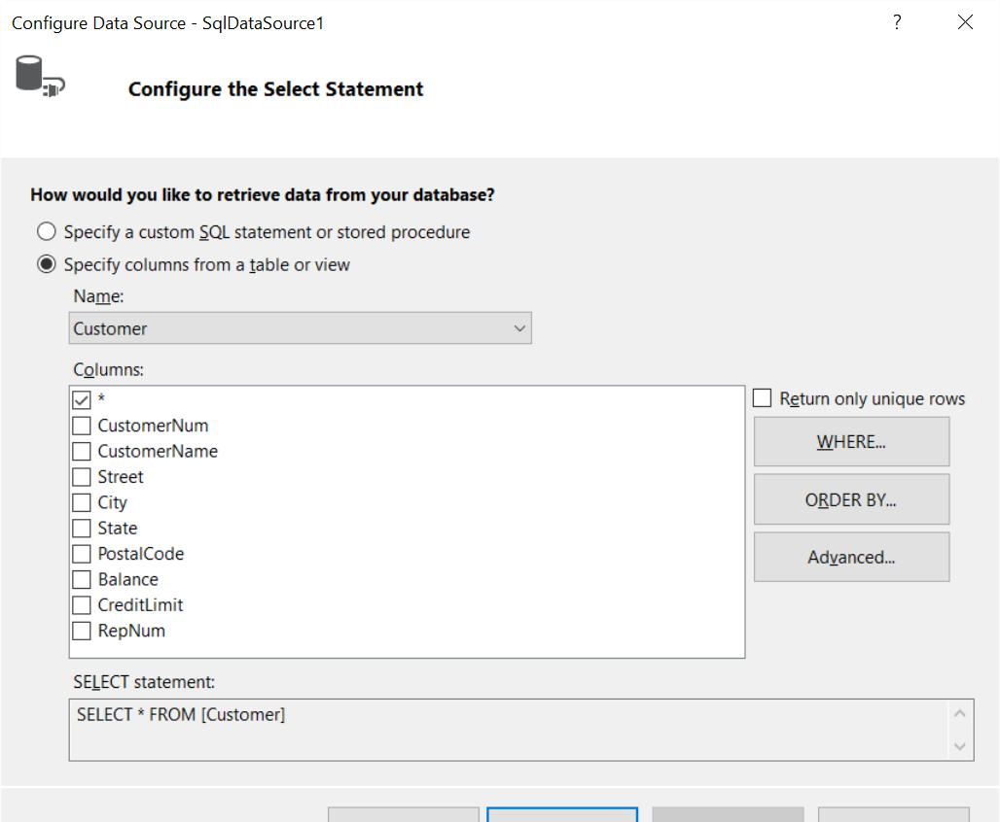 Configure Data Source - SqlDataSource1
?
Configure the Select Statement
How would you like to retrieve data from your database?
Specify a custom SQL statement or stored procedure
Specify columns from a table or view
Name:
Customer
Columns:
*
Return only unique rows
CustomerNum
WHERE...
CustomerName
Street
ORDER BY...
City
State
PostalCode
Advanced...
Balance
CreditLimit
RepNum
SELECT statement:
SELECT * FROM [Customer]